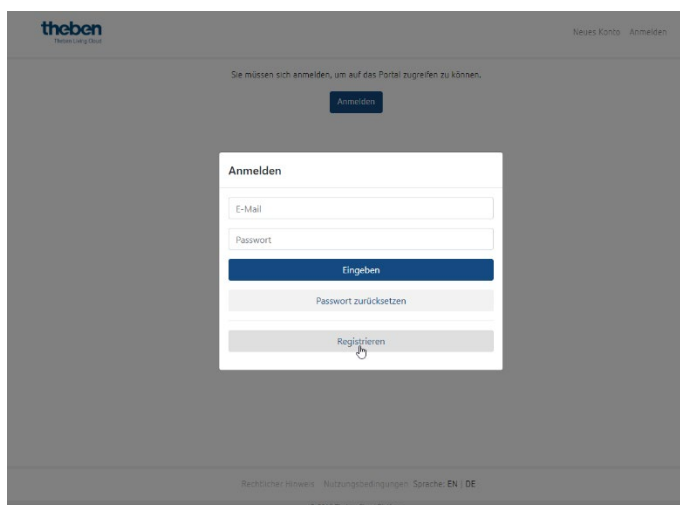 theben
Neues Konto Anmelden
Sie müssen sich anmelden, um auf das Portal zugreifen zu können.
Anmelden
Anmelden
E-Mail
Passwort
Eingeben
Passwort zurücksetzen
Registrieren
Rechtlicher Hinweis Nutzungsbedingungen Sprache: EN | DE